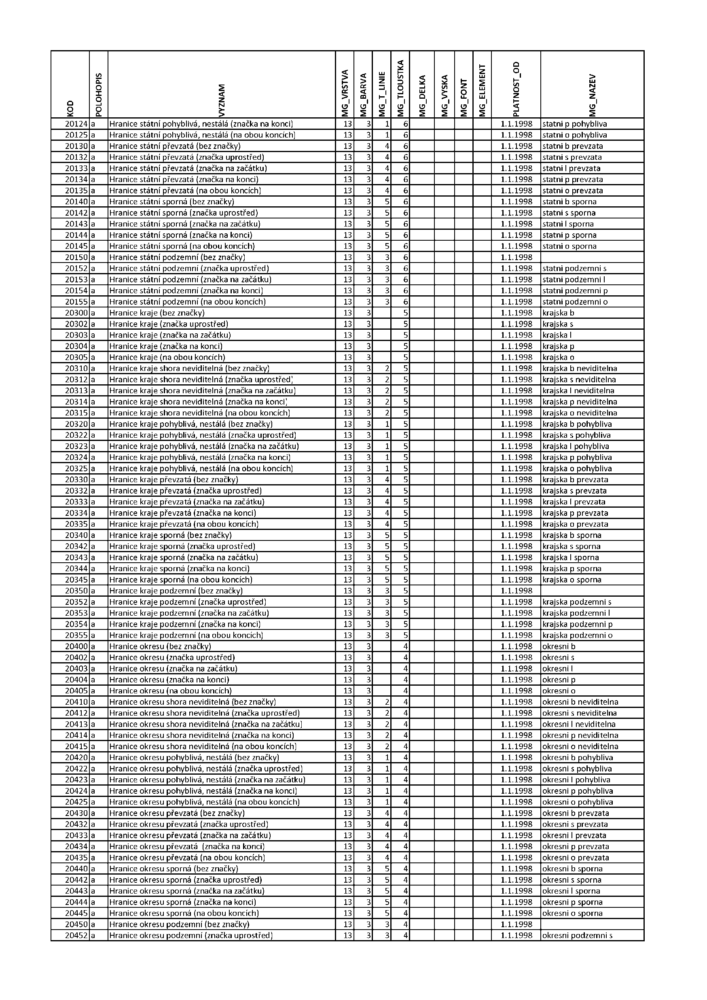 KOD POLOHOPIS VYZNAM MG_VRSTVA MG_BARVA MG_T_LINIE MG_TLOUSTKA MG_DELKA MG_VYSKA MG_FONT MG_ELEMENT PLATNOST_OD MG_NAZEV
20124 a Hranice státní pohyblivá, nestálá (značka na konci) 13 3 1 6 1.1.1998 statni p pohybliva
20125 a Hranice státní pohyblivá, nestálá (na obou koncích) 13 3 1 6 1.1.1998 statni o pohybliva
20130 a Hranice státní převzatá (bez značky) 13 3 4 6 1.1.1998 statni b prevzata
20132 a Hranice státní převzatá (značka uprostřed) 13 3 4 6 1.1.1998 statni s prevzata
20133 a Hranice státní převzatá (značka na začátku) 13 3 4 6 1.1.1998 statni l prevzata
20134 a Hranice státní převzatá (značka na konci) 13 3 4 6 1.1.1998 statni p prevzata
20135 a Hranice státní převzatá (na obou koncích) 13 3 4 6 1.1.1998 statni o prevzata
20140 a Hranice státní sporná (bez značky) 13 3 5 6 1.1.1998 statni b sporna
20142 a Hranice státní sporná (značka uprostřed) 13 3 5 6 1.1.1998 statni s sporna
20143 a Hranice státní sporná (značka na začátku) 13 3 5 6 1.1.1998 statni l sporna
20144 a Hranice státní sporná (značka na konci) 13 3 5 6 1.1.1998 statni p sporna
20145 a Hranice státní sporná (na obou koncích) 13 3 5 6 1.1.1998 statni o sporna
20150 a Hranice státní podzemní (bez značky) 13 3 3 6 1.1.1998
20152 a Hranice státní podzemní (značka uprostřed) 13 3 3 6 1.1.1998 statni podzemni s
20153 a Hranice státní podzemní (značka na začátku) 13 3 3 6 1.1.1998 statni podzemni l
20154 a Hranice státní podzemní (značka na konci) 13 3 3 6 1.1.1998 statni podzemni p
20155 a Hranice státní podzemní (na obou koncích) 13 3 3 6 1.1.1998 statni podzemni o
20300 a Hranice kraje (bez značky) 13 3 5 1.1.1998 krajska b
20302 a Hranice kraje (značka uprostřed) 13 3 5 1.1.1998 krajska s
20303 a Hranice kraje (značka na začátku) 13 3 5 1.1.1998 krajska l
20304 a Hranice kraje (značka na konci) 13 3 5 1.1.1998 krajska p
20305 a Hranice kraje (na obou koncích) 13 3 5 1.1.1998 krajska o
20310 a Hranice kraje shora neviditelná (bez značky) 13 3 2 5 1.1.1998 krajska b neviditelna
20312 a Hranice kraje shora neviditelná (značka uprostřed) 13 3 2 5 1.1.1998 krajska s neviditelna
20313 a Hranice kraje shora neviditelná (značka na začátku) 13 3 2 5 1.1.1998 krajska l neviditelna
20314 a Hranice kraje shora neviditelná (značka na konci) 13 3 2 5 1.1.1998 krajska p neviditelna
20315 a Hranice kraje shora neviditelná (na obou koncích) 13 3 2 5 1.1.1998 krajska o neviditelna
20320 a Hranice kraje pohyblivá, nestálá (bez značky) 13 3 1 5 1.1.1998 krajska b pohybliva
20322 a Hranice kraje pohyblivá, nestálá (značka uprostřed) 13 3 1 5 1.1.1998 krajska s pohybliva
20323 a Hranice kraje pohyblivá, nestálá (značka na začátku) 13 3 1 5 1.1.1998 krajska l pohybliva
20324 a Hranice kraje pohyblivá, nestálá (značka na konci) 13 3 1 5 1.1.1998 krajska p pohybliva
20325 a Hranice kraje pohyblivá, nestálá (na obou koncích) 13 3 1 5 1.1.1998 krajska o pohybliva
20330 a Hranice kraje převzatá (bez značky) 13 3 4 5 1.1.1998 krajska b prevzata
20332 a Hranice kraje převzatá (značka uprostřed) 13 3 4 5 1.1.1998 krajska s prevzata
20333 a Hranice kraje převzatá (značka na začátku) 13 3 4 5 1.1.1998 krajska l prevzata
20334 a Hranice kraje převzatá (značka na konci) 13 3 4 5 1.1.1998 krajska p prevzata
20335 a Hranice kraje převzatá (na obou koncích) 13 3 4 5 1.1.1998 krajska o prevzata
20340 a Hranice kraje sporná (bez značky) 13 3 5 5 1.1.1998 krajska b sporna
20342 a Hranice kraje sporná (značka uprostřed) 13 3 5 5 1.1.1998 krajska s sporna
20343 a Hranice kraje sporná (značka na začátku) 13 3 5 5 1.1.1998 krajska l sporna
20344 a Hranice kraje sporná (značka na konci) 13 3 5 5 1.1.1998 krajska p sporna
20345 a Hranice kraje sporná (na obou koncích) 13 3 5 5 1.1.1998 krajska o sporna
20350 a Hranice kraje podzemní (bez značky) 13 3 3 5 1.1.1998
20352 a Hranice kraje podzemní (značka uprostřed) 13 3 3 5 1.1.1998 krajska podzemni s
20353 a Hranice kraje podzemní (značka na začátku) 13 3 3 5 1.1.1998 krajska podzemni l
20354 a Hranice kraje podzemní (značka na konci) 13 3 3 5 1.1.1998 krajska podzemni p
20355 a Hranice kraje podzemní (na obou koncích) 13 3 3 5 1.1.1998 krajska podzemni o
20400 a Hranice okresu (bez značky) 13 3 4 1.1.1998 okresni b
20402 a Hranice okresu (značka uprostřed) 13 3 4 1.1.1998 okresni s
20403 a Hranice okresu (značka na začátku) 13 3 4 1.1.1998 okresni l
20404 a Hranice okresu (značka na konci) 13 3 4 1.1.1998 okresni p
20405 a Hranice okresu (na obou koncích) 13 3 4 1.1.1998 okresni o
20410 a Hranice okresu shora neviditelná (bez značky) 13 3 2 4 1.1.1998 okresni b neviditelna
20412 a Hranice okresu shora neviditelná (značka uprostřed) 13 3 2 4 1.1.1998 okresni s neviditelna
20413 a Hranice okresu shora neviditelná (značka na začátku) 13 3 2 4 1.1.1998 okresni l neviditelna
20414 a Hranice okresu shora neviditelná (značka na konci) 13 3 2 4 1.1.1998 okresni p neviditelna
20415 a Hranice okresu shora neviditelná (na obou koncích) 13 3 2 4 1.1.1998 okresni o neviditelna
20420 a Hranice okresu pohyblivá, nestálá (bez značky) 13 3 1 4 1.1.1998 okresni b pohybliva
20422 a Hranice okresu pohyblivá, nestálá (značka uprostřed) 13 3 1 4 1.1.1998 okresni s pohybliva
20423 a Hranice okresu pohyblivá, nestálá (značka na začátku) 13 3 1 4 1.1.1998 okresni l pohybliva
20424 a Hranice okresu pohyblivá, nestálá (značka na konci) 13 3 1 4 1.1.1998 okresni p pohybliva
20425 a Hranice okresu pohyblivá, nestálá (na obou koncích) 13 3 1 4 1.1.1998 okresni o pohybliva
20430 a Hranice okresu převzatá (bez značky) 13 3 4 4 1.1.1998 okresni b prevzata
20432 a Hranice okresu převzatá (značka uprostřed) 13 3 4 4 1.1.1998 okresni s prevzata
20433 a Hranice okresu převzatá (značka na začátku) 13 3 4 4 1.1.1998 okresni l prevzata
20434 a Hranice okresu převzatá (značka na konci) 13 3 4 4 1.1.1998 okresni p prevzata
20435 a Hranice okresu převzatá (na obou koncích) 13 3 4 4 1.1.1998 okresni o prevzata
20440 a Hranice okresu sporná (bez značky) 13 3 5 4 1.1.1998 okresni b sporna
20442 a Hranice okresu sporná (značka uprostřed) 13 3 5 4 1.1.1998 okresni s sporna
20443 a Hranice okresu sporná (značka na začátku) 13 3 5 4 1.1.1998 okresni l sporna
20444 a Hranice okresu sporná (značka na konci) 13 3 5 4 1.1.1998 okresni p sporna
20445 a Hranice okresu sporná (na obou koncích) 13 3 5 4 1.1.1998 okresni o sporna
20450 a Hranice okresu podzemní (bez značky) 13 3 3 4 1.1.1998
20452 a Hranice okresu podzemní (značka uprostřed) 13 3 3 4 1.1.1998 okresni podzemni s